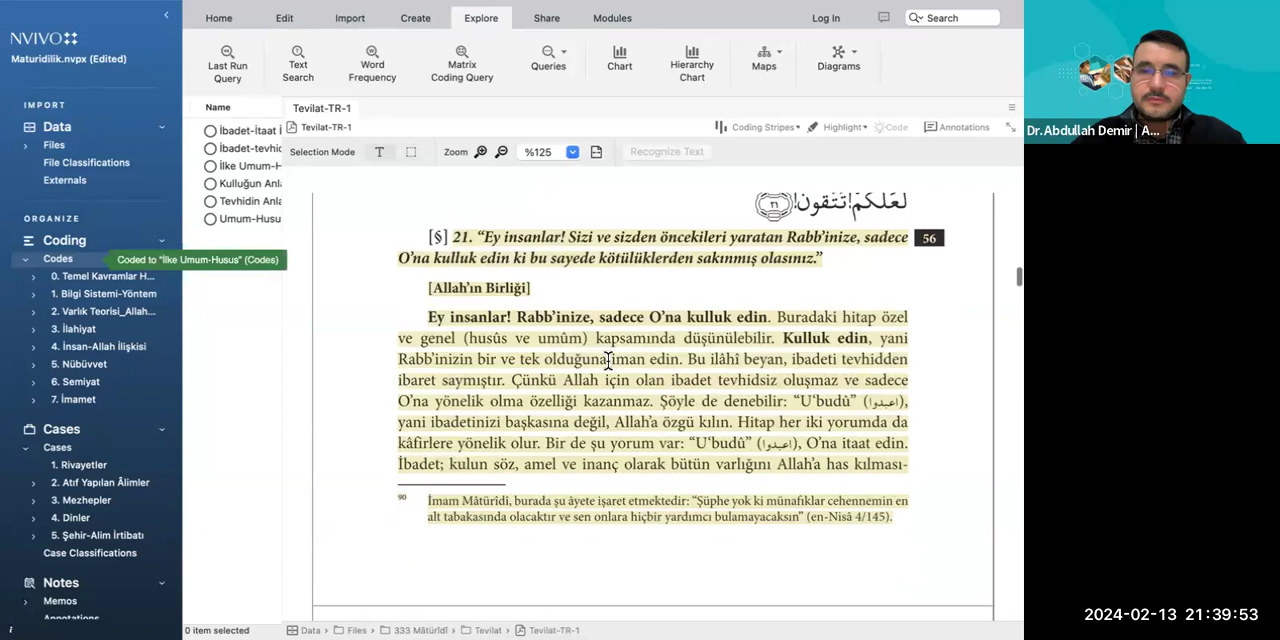 Home Edit Import Create Explore Share Modules Log In Search
NVIVO
Maturidilik.nvpx (Edited)
IMPORT
Data
Files
File Classifications
Externals
ORGANIZE
Coding
Codes
Coded to "İlke Umum-Husus" (Codes)
0. Temel Kavramlar H...
1. Bilgi Sistemi-Yöntem
2. Varlık Teorisi_Allah...
3. İlahiyat
4. İnsan-Allah İlişkisi
5. Nübüvvet
6. Semiyat
7. İmamet
Cases
Cases
1. Rivayetler
2. Atıf Yapılan Âlimler
3. Mezhepler
4. Dinler
5. Şehir-Alim İrtibatı
Case Classifications
Notes
Memos
Annotations
Last Run Query
Text Search
Word Frequency
Matrix Coding Query
Queries
Chart
Hierarchy Chart
Maps
Diagrams
Name
İbadet-İtaat İ
İbadet-tevhid
İlke Umum-H
Kulluğun Anla
Tevhidin Anla
Umum-Husu
Tevilat-TR-1
Tevilat-TR-1
Coding Stripes Highlight Code Annotations
Selection Mode T Zoom %125 Recognize Text
لَعَلَّكُمْ تَتَّقُونَ ٢١
[§] 21. “Ey insanlar! Sizi ve sizden öncekileri yaratan Rabb’inize, sadece 56
O’na kulluk edin ki bu sayede kötülüklerden sakınmış olasınız.”
[Allah’ın Birliği]
Ey insanlar! Rabb’inize, sadece O’na kulluk edin. Buradaki hitap özel
ve genel (husûs ve umûm) kapsamında düşünülebilir. Kulluk edin, yani
Rabb’inizin bir ve tek olduğuna iman edin. Bu ilâhî beyan, ibadeti tevhidden
ibaret saymıştır. Çünkü Allah için olan ibadet tevhidsiz oluşmaz ve sadece
O’na yönelik olma özelliği kazanmaz. Şöyle de denebilir: “U‘budû” (اعبدوا),
yani ibadetinizi başkasına değil, Allah’a özgü kılın. Hitap her iki yorumda da
kâfirlere yönelik olur. Bir de şu yorum var: “U‘budû” (اعبدوا), O’na itaat edin.
İbadet; kulun söz, amel ve inanç olarak bütün varlığını Allah’a has kılması-
90 İmam Mâtürîdî, burada şu âyete işaret etmektedir: “Şüphe yok ki münafıklar cehennemin en
alt tabakasında olacaktır ve sen onlara hiçbir yardımcı bulamayacaksın” (en-Nisâ 4/145).
0 item selected
Data Files 333 Mâtürîdî Tevilat Tevilat-TR-1
Dr.Abdullah Demir | A...
2024-02-13 21:39:53